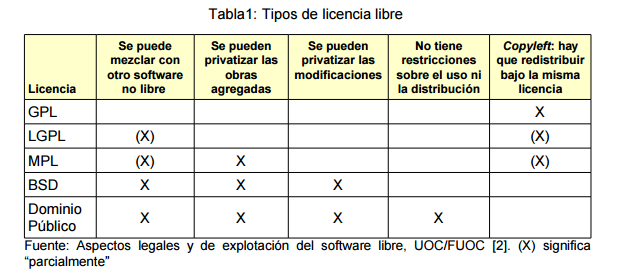 Tabla1: Tipos de licencia libre
Licencia
Se puede
mezclar con
otro software
no libre
Se pueden
privatizar las
obras
agregadas
Se pueden
privatizar las
modificaciones
No tiene
restricciones
sobre el uso ni
la distribución
Copyleft: hay
que redistribuir
bajo la misma
licencia
GPL X
LGPL (X) (X)
MPL (X) X (X)
BSD X X X
Dominio
Público X X X X
Fuente: Aspectos legales y de explotación del software libre, UOC/FUOC [2]. (X) significa
“parcialmente”